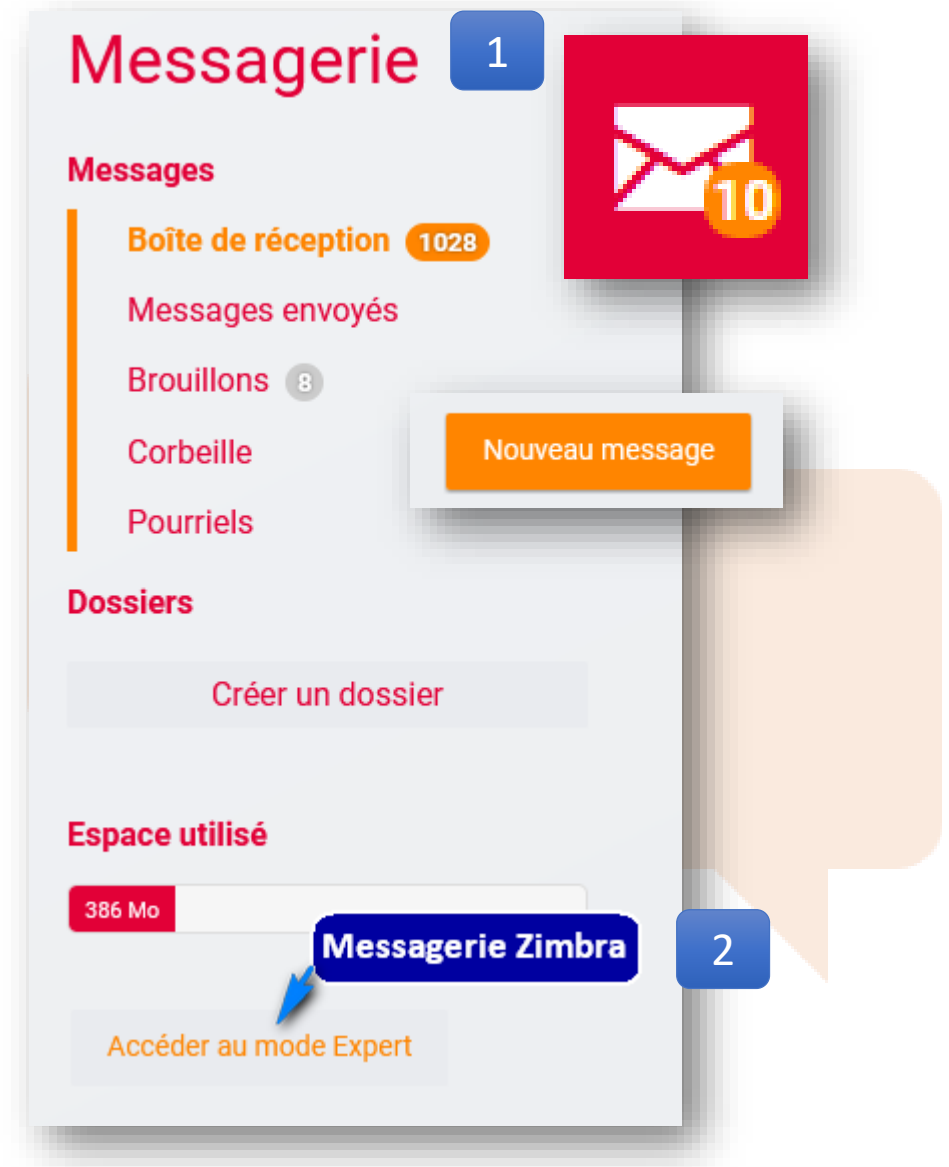 Messagerie
1
10
Messages
Boîte de réception 1028
Messages envoyés
Brouillons 8
Corbeille
Nouveau message
Pourriels
Dossiers
Créer un dossier
Espace utilisé
386 Mo
Messagerie Zimbra
2
Accéder au mode Expert